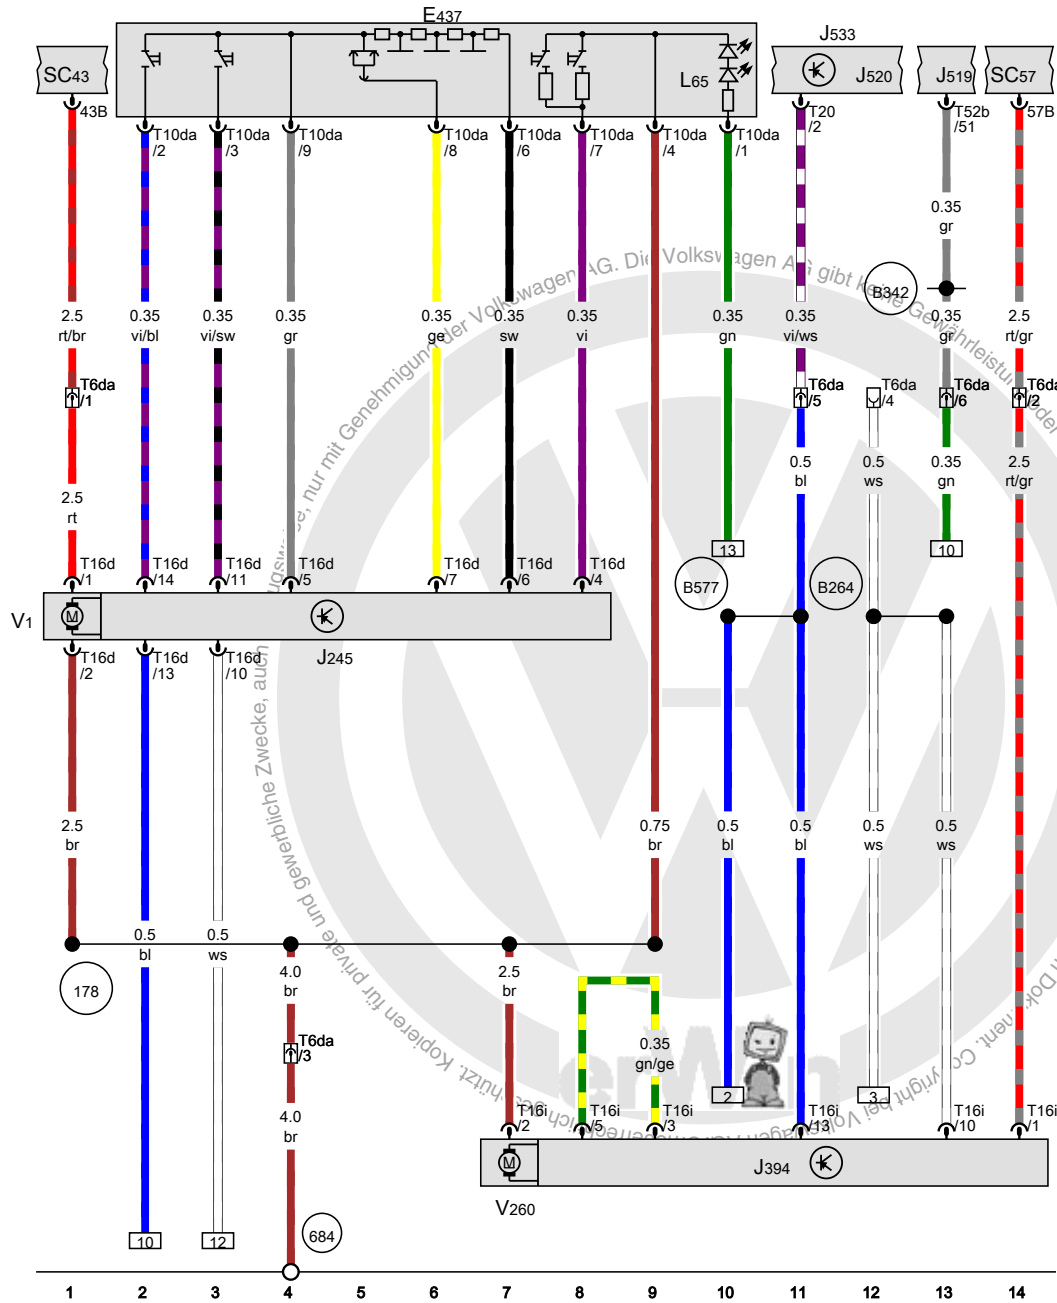 E437
J533
SC43
L65
J520
J519
SC57
43B
T10da
/2
T10da
/3
T10da
/9
T10da
/8
T10da
/6
T10da
/7
T10da
/4
T10da
/1
T20
/2
T52b
/51
57B
0.35
gr
B342
2.5
rt/br
0.35
vi/bl
0.35
vi/sw
0.35
gr
0.35
ge
0.35
sw
0.35
vi
0.35
gn
0.35
vi/ws
0.35
gr
2.5
rt/gr
T6da
/1
T6da
/5
T6da
/4
T6da
/6
T6da
/2
2.5
rt
0.5
bl
0.5
ws
0.35
gn
2.5
rt/gr
13
10
T16d
/1
T16d
/14
T16d
/11
T16d
/5
T16d
/7
T16d
/6
T16d
/4
B577
B264
V1
M
J245
T16d
/2
T16d
/13
T16d
/10
2.5
br
0.75
br
0.5
bl
0.5
bl
0.5
ws
0.5
ws
0.5
bl
0.5
ws
178
4.0
br
2.5
br
T6da
/3
0.35
gn/ge
4.0
br
2
3
T16i
/2
T16i
/5
T16i
/3
T16i
/13
T16i
/10
T16i
/1
M
J394
V260
10
12
684
1 2 3 4 5 6 7 8 9 10 11 12 13 14
erWin